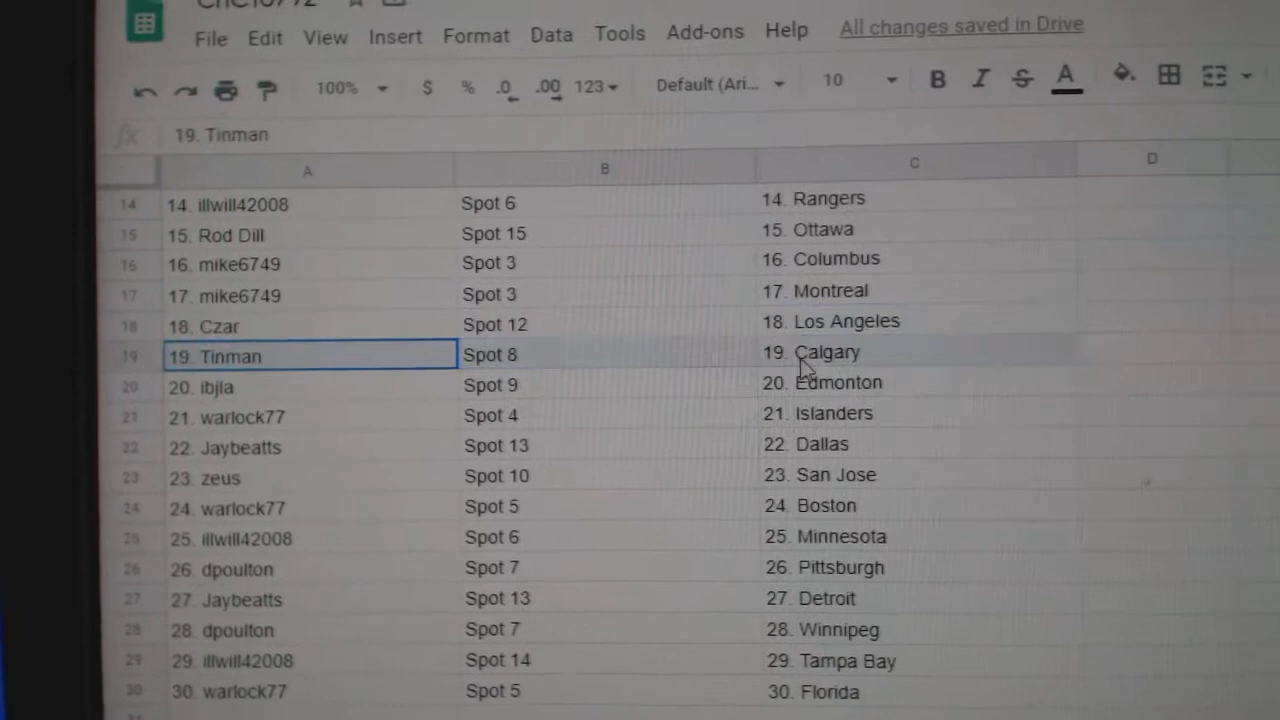 File Edit View Insert Format Data Tools Add-ons Help All changes saved in Drive
100% $ % .0 .00 123 Default (Ari... 10 B I S A
fx 19. Tinman
A B C D
14 14. illwill42008 Spot 6 14. Rangers
15 15. Rod Dill Spot 15 15. Ottawa
16 16. mike6749 Spot 3 16. Columbus
17 17. mike6749 Spot 3 17. Montreal
18 18. Czar Spot 12 18. Los Angeles
19 19. Tinman Spot 8 19. Calgary
20 20. ibjla Spot 9 20. Edmonton
21 21. warlock77 Spot 4 21. Islanders
22 22. Jaybeatts Spot 13 22. Dallas
23 23. zeus Spot 10 23. San Jose
24 24. warlock77 Spot 5 24. Boston
25 25. illwill42008 Spot 6 25. Minnesota
26 26. dpoulton Spot 7 26. Pittsburgh
27 27. Jaybeatts Spot 13 27. Detroit
28 28. dpoulton Spot 7 28. Winnipeg
29 29. illwill42008 Spot 14 29. Tampa Bay
30 30. warlock77 Spot 5 30. Florida